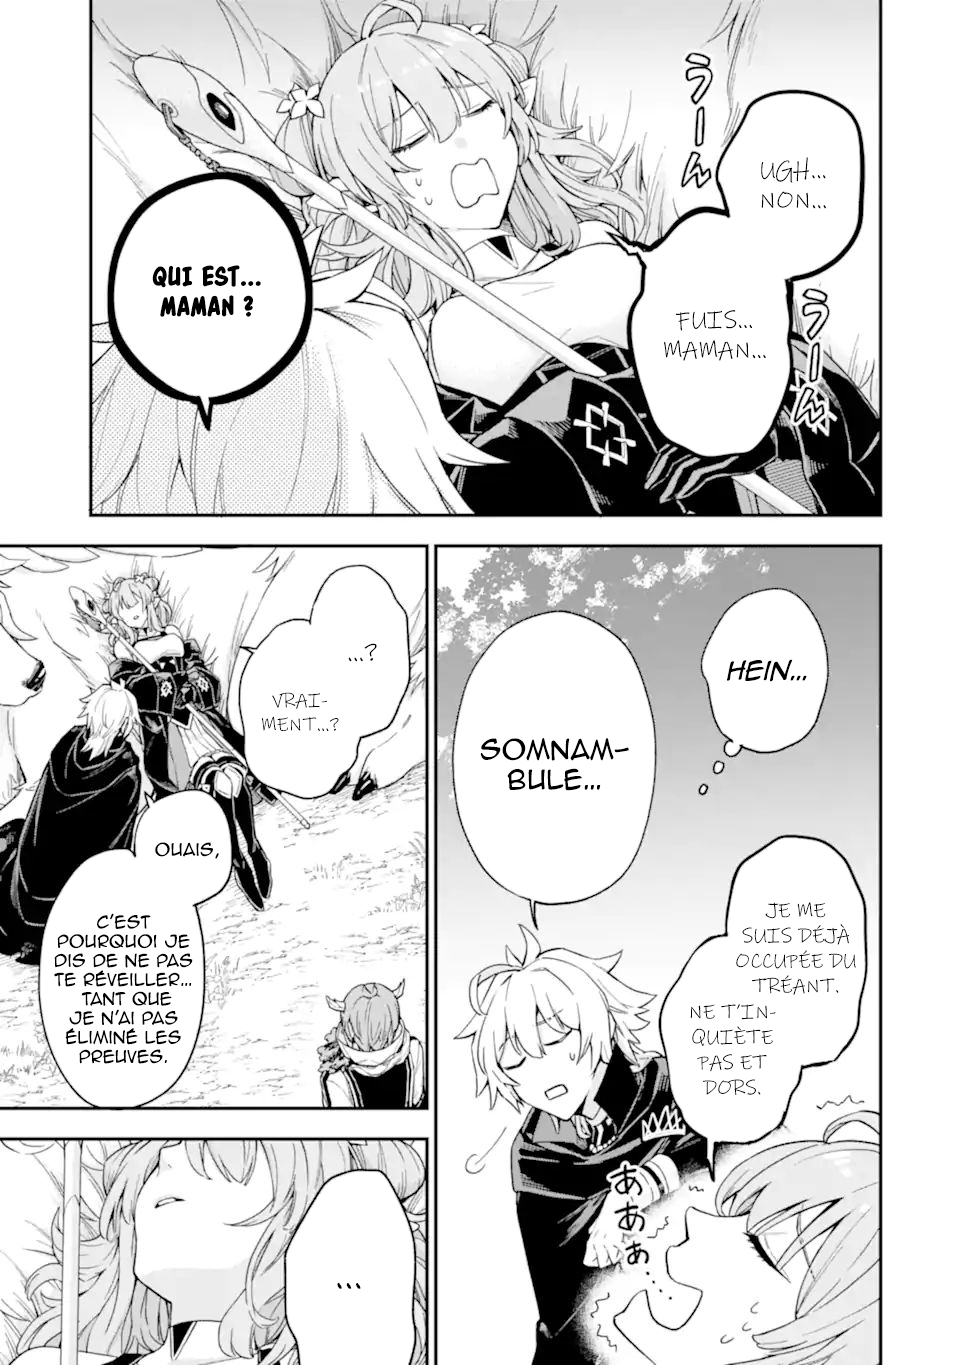 うーん
UGH...
NON...
FUIS...
MAMAN...
うーん
QUI EST...
MAMAN ?
HEIN...
SOMNAM-
BULE...
JE ME
SUIS DÉJÀ
OCCUPÉE DU
TRÉANT.
NE T'IN-
QUIÈTE
PAS ET
DORS.
あああ...
...?
VRAI-
MENT...?
OUAIS,
C'EST
POURQUOI JE
DIS DE NE PAS
TE RÉVEILLER...
TANT QUE
JE N'AI PAS
ÉLIMINÉ LES
PREUVES.
...